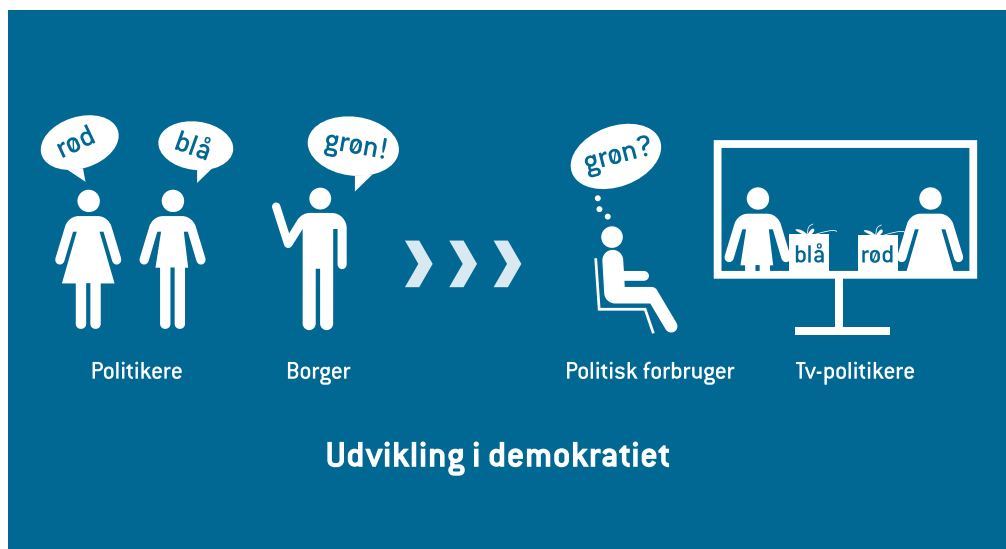 rød
blå
grøn!
grøn?
blå
rød
Politikere
Borger
Politisk forbruger
Tv-politikere
Udvikling i demokratiet